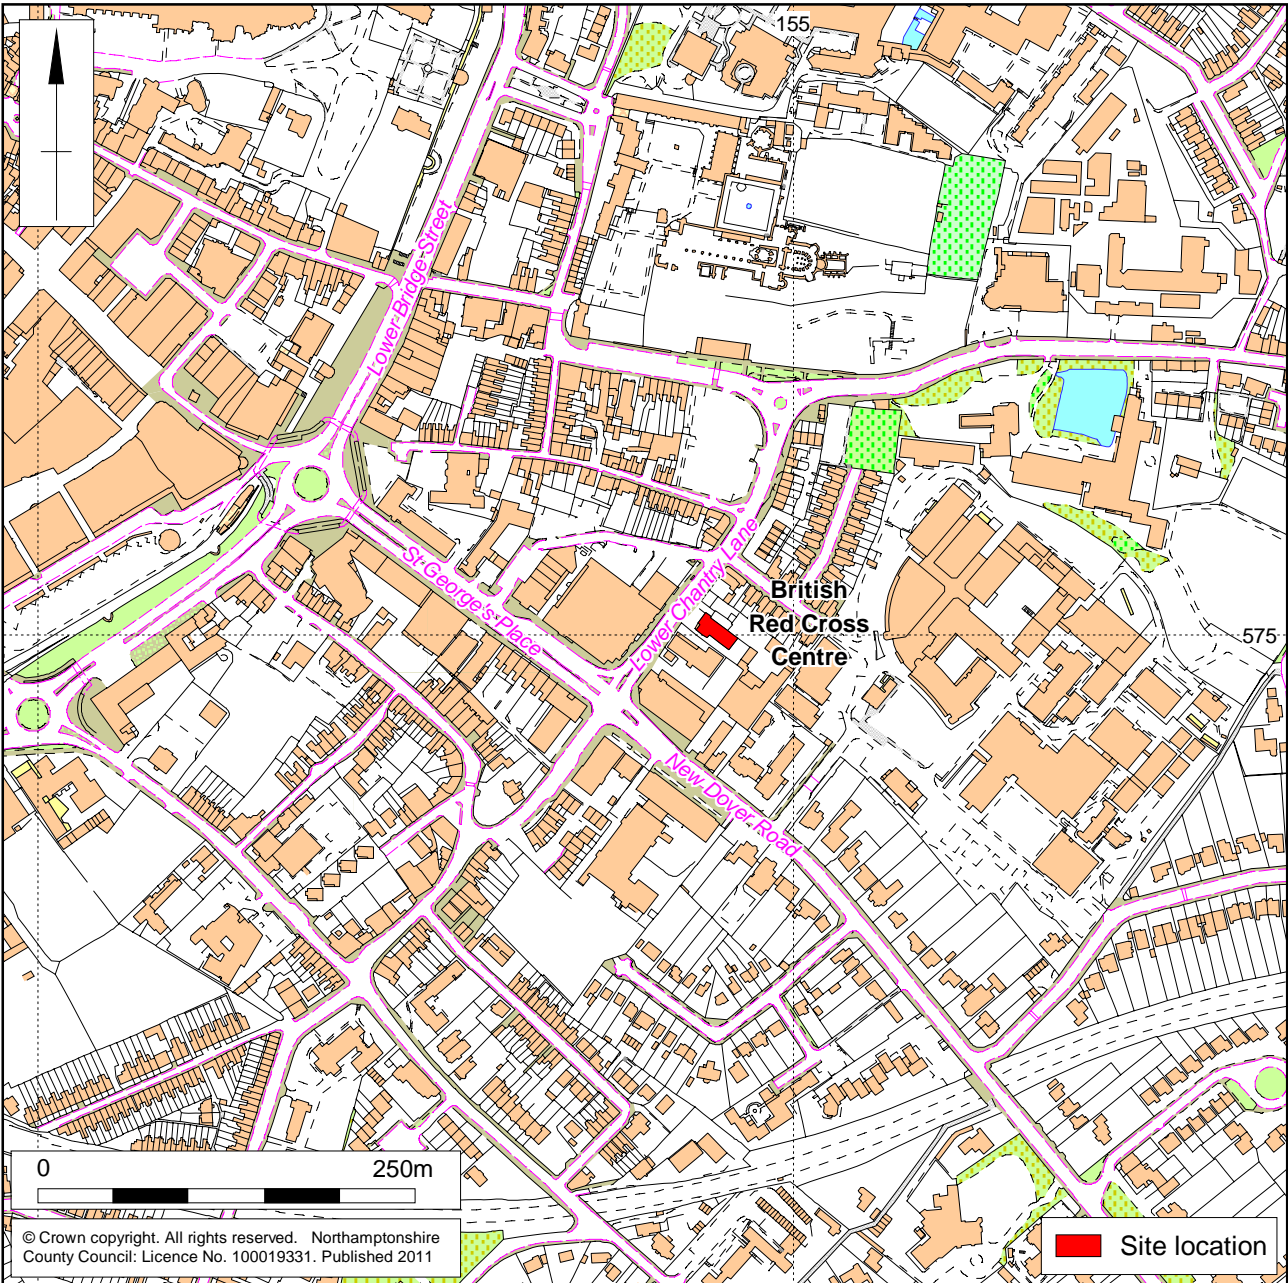 155
Lower Bridge Street
St George's Place
Lower Chantry Lane
British
Red Cross
Centre
575
New Dover Road
0 250m
© Crown copyright. All rights reserved. Northamptonshire
County Council: Licence No. 100019331. Published 2011
Site location